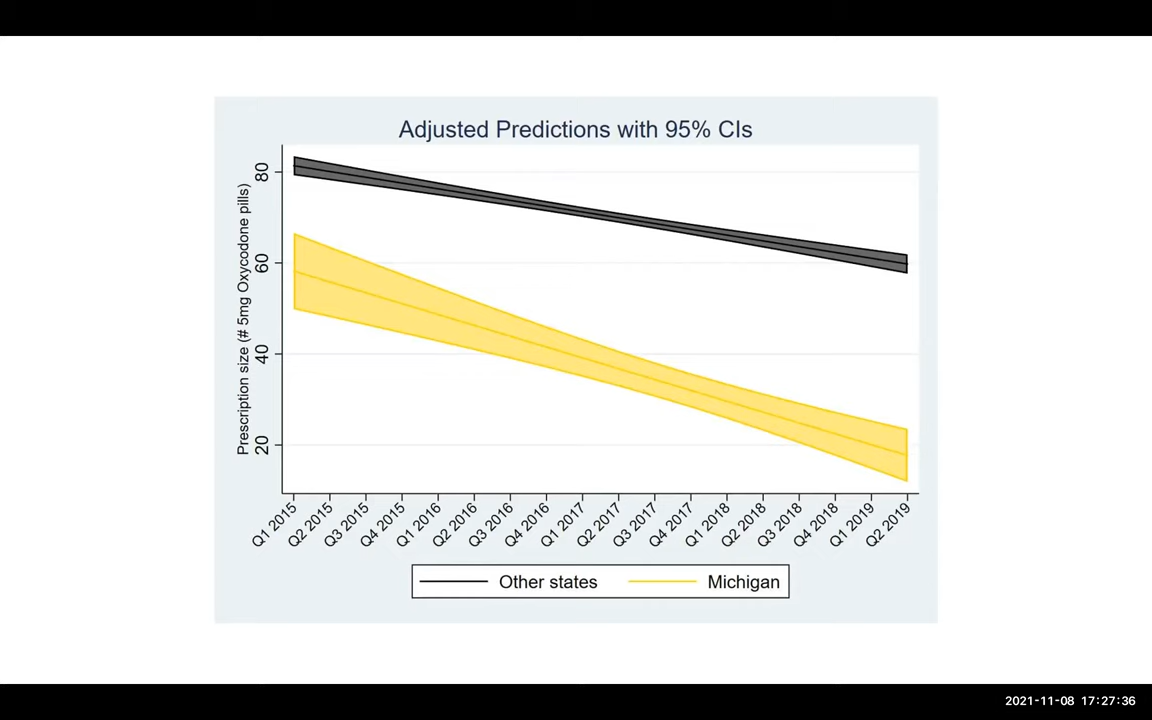 Adjusted Predictions with 95% CIs
Prescription size (# 5mg Oxycodone pills)
80
60
40
20
Q1 2015
Q2 2015
Q3 2015
Q4 2015
Q1 2016
Q2 2016
Q3 2016
Q4 2016
Q1 2017
Q2 2017
Q3 2017
Q4 2017
Q1 2018
Q2 2018
Q3 2018
Q4 2018
Q1 2019
Q2 2019
Other states
Michigan
2021-11-08 17:27:36